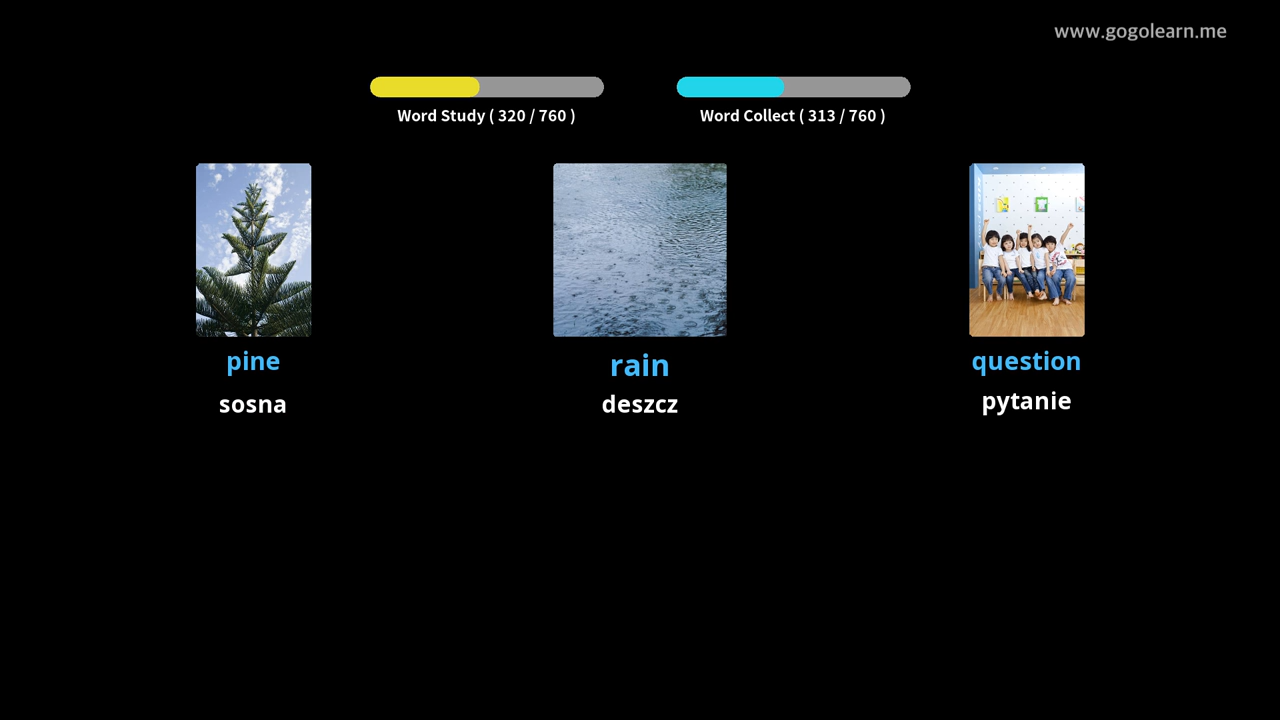 www.gogolearn.me
Word Study ( 320 / 760 )
Word Collect ( 313 / 760 )
pine
sosna
rain
deszcz
question
pytanie